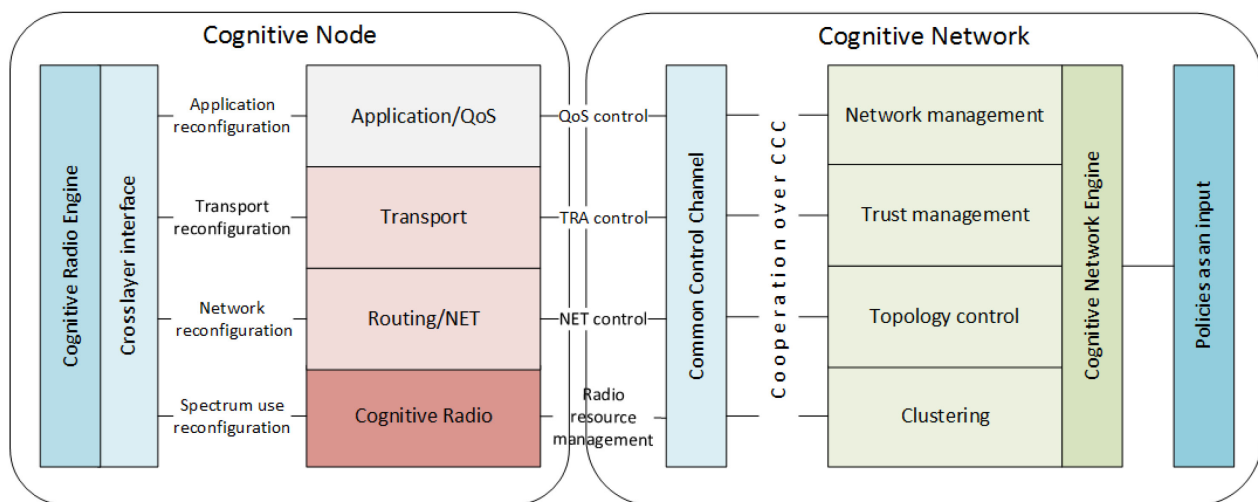 Cognitive Node
Cognitive Radio Engine
Crosslayer interface
Application
reconfiguration
Transport
reconfiguration
Network
reconfiguration
Spectrum use
reconfiguration
Application/QoS
Transport
Routing/NET
Cognitive Radio
QoS control
TRA control
NET control
Radio
resource
management
Cognitive Network
Common Control Channel
Cooperation over CCC
Network management
Trust management
Topology control
Clustering
Cognitive Network Engine
Policies as an input